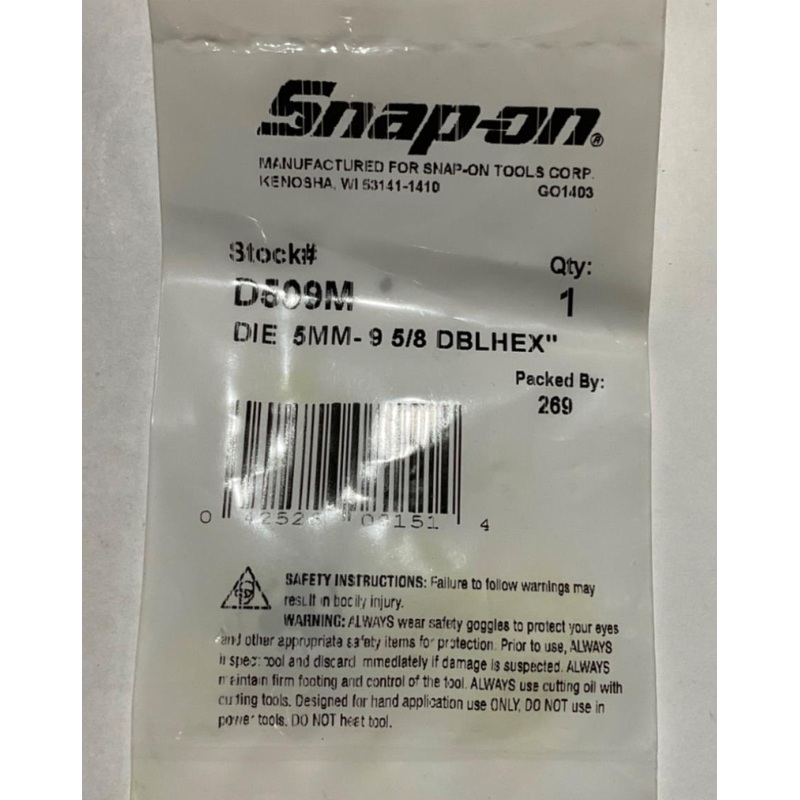 Snap-on®
MANUFACTURED FOR SNAP-ON TOOLS CORP.
KENOSHA, WI 53141-1410 GO1403
Stock# Qty:
D509M 1
DIE 5MM- 9 5/8 DBLHEX"
Packed By:
269
0 4
SAFETY INSTRUCTIONS: Failure to follow warnings may
result in bodily injury.
WARNING: ALWAYS wear safety goggles to protect your eyes
and other appropriate safety items for protection. Prior to use, ALWAYS
inspect tool and discard immediately if damage is suspected. ALWAYS
maintain firm footing and control of the tool. ALWAYS use cutting oil with
cutting tools. Designed for hand application use ONLY, DO NOT use in
power tools. DO NOT heat tool.